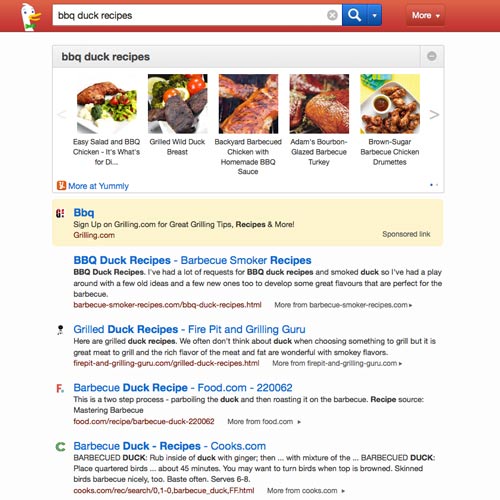 bbq duck recipes
More
bbq duck recipes
Easy Salad and BBQ
Chicken - It's What's
for Di...
Grilled Wild Duck
Breast
Backyard Barbecued
Chicken with
Homemade BBQ
Sauce
Adam's Bourbon-
Glazed Barbecue
Turkey
Brown-Sugar
Barbecue Chicken
Drumettes
More at Yummly
G!
Bbq
Sign Up on Grilling.com for Great Grilling Tips, Recipes & More!
Grilling.com
Sponsored link
BBQ Duck Recipes - Barbecue Smoker Recipes
BBQ Duck Recipes. I've had a lot of requests for BBQ duck recipes and smoked duck so I've had a play
around with a few old ideas and a few new ones too to develop some great flavours that are perfect for the
barbecue.
barbecue-smoker-recipes.com/bbq-duck-recipes.html More from barbecue-smoker-recipes.com
Grilled Duck Recipes - Fire Pit and Grilling Guru
Here are grilled duck recipes. We often don't think about duck when choosing something to grill but it is
great meat to grill and the rich flavor of the meat and fat are wonderful with smokey flavors.
firepit-and-grilling-guru.com/grilled-duck-recipes.html More from firepit-and-grilling-guru.com
F.
Barbecue Duck Recipe - Food.com - 220062
This is a two step process - parboiling the duck and then roasting it on the barbecue. Recipe source:
Mastering Barbecue
food.com/recipe/barbecue-duck-220062 More from food.com
C
Barbecue Duck - Recipes - Cooks.com
BARBECUED DUCK: Rub inside of duck with ginger; then ... with mixture of the ... BARBECUED DUCK:
Place quartered birds ... about 45 minutes. You may want to turn birds when top is browned. Skinned
birds barbecue nicely, too. Baste often. Serves 6-8.
cooks.com/rec/search/0,1-0,barbecue_duck,FF.html More from cooks.com